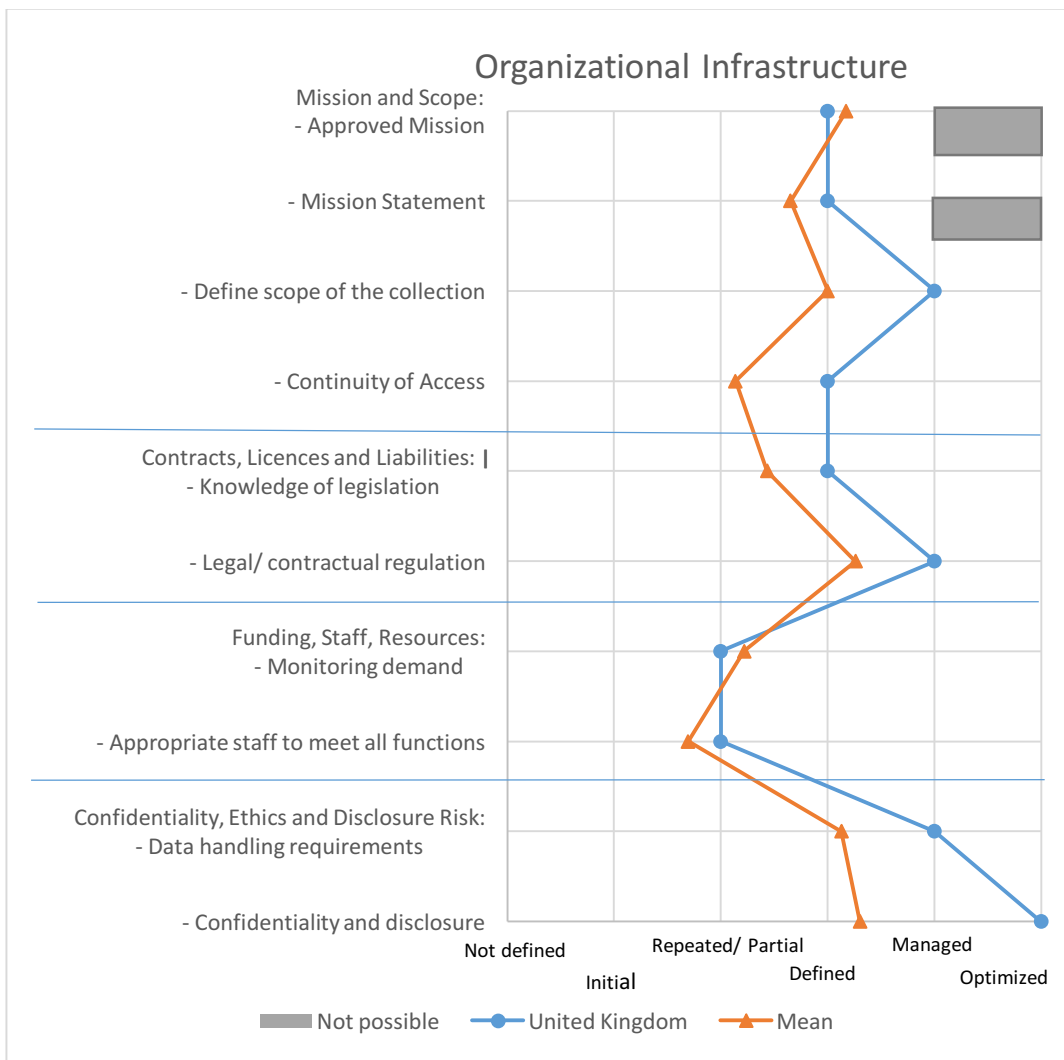 Organizational Infrastructure
Mission and Scope:
- Approved Mission
- Mission Statement
- Define scope of the collection
- Continuity of Access
Contracts, Licences and Liabilities: |
- Knowledge of legislation
- Legal/ contractual regulation
Funding, Staff, Resources:
- Monitoring demand
- Appropriate staff to meet all functions
Confidentiality, Ethics and Disclosure Risk:
- Data handling requirements
- Confidentiality and disclosure
Not defined
Initial
Repeated/ Partial
Defined
Managed
Optimized
Not possible
United Kingdom
Mean